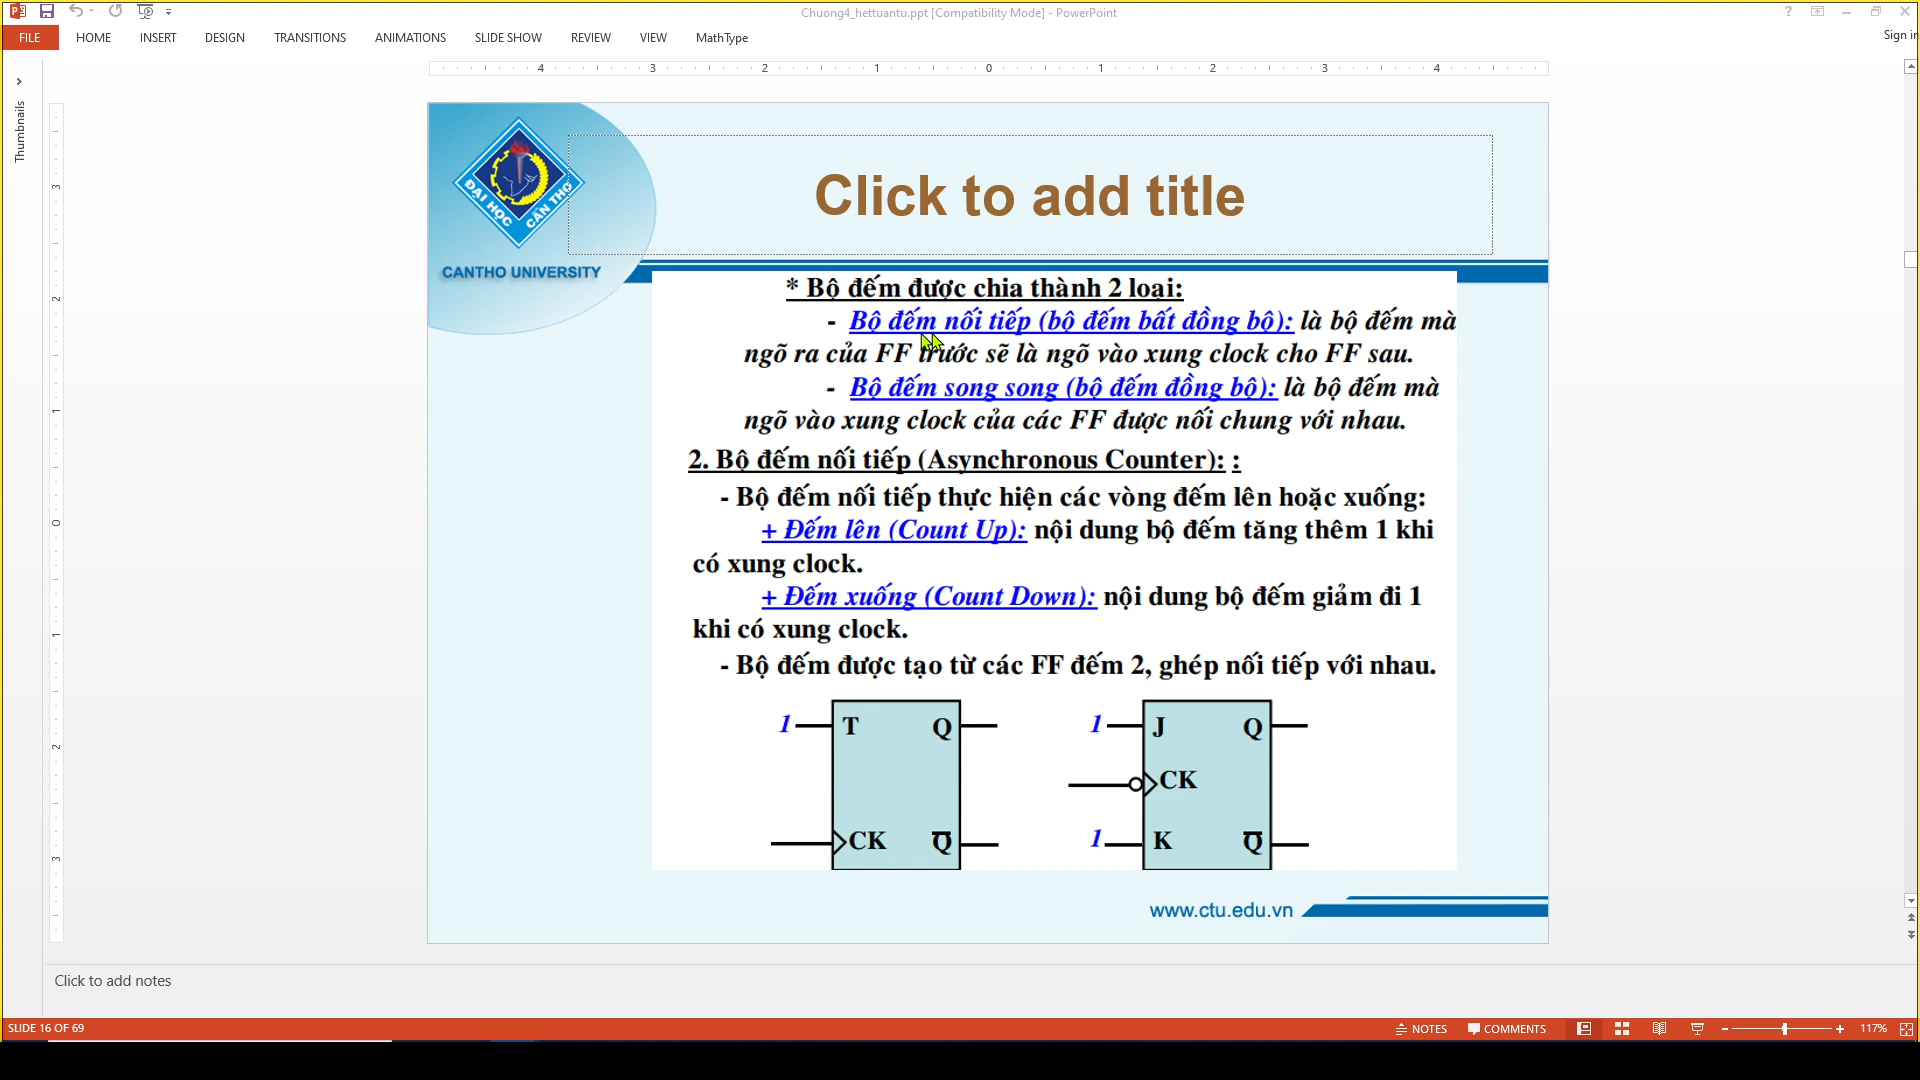 Chuong4_hettuantu.ppt [Compatibility Mode] - PowerPoint
FILE HOME INSERT DESIGN TRANSITIONS ANIMATIONS SLIDE SHOW REVIEW VIEW MathType
Sign in
4 3 2 1 0 1 2 3 4
Thumbnails
3
2
1
0
1
2
3
ĐẠI HỌC CẦN THƠ
CANTHO UNIVERSITY
Click to add title
* Bộ đếm được chia thành 2 loại:
- Bộ đếm nối tiếp (bộ đếm bất đồng bộ): là bộ đếm mà
ngõ ra của FF trước sẽ là ngõ vào xung clock cho FF sau.
- Bộ đếm song song (bộ đếm đồng bộ): là bộ đếm mà
ngõ vào xung clock của các FF được nối chung với nhau.
2. Bộ đếm nối tiếp (Asynchronous Counter): :
- Bộ đếm nối tiếp thực hiện các vòng đếm lên hoặc xuống:
+ Đếm lên (Count Up): nội dung bộ đếm tăng thêm 1 khi
có xung clock.
+ Đếm xuống (Count Down): nội dung bộ đếm giảm đi 1
khi có xung clock.
- Bộ đếm được tạo từ các FF đếm 2, ghép nối tiếp với nhau.
1 T Q 1 J Q
CK
CK Q̅ 1 K Q̅
www.ctu.edu.vn
Click to add notes
SLIDE 16 OF 69
NOTES COMMENTS 117%